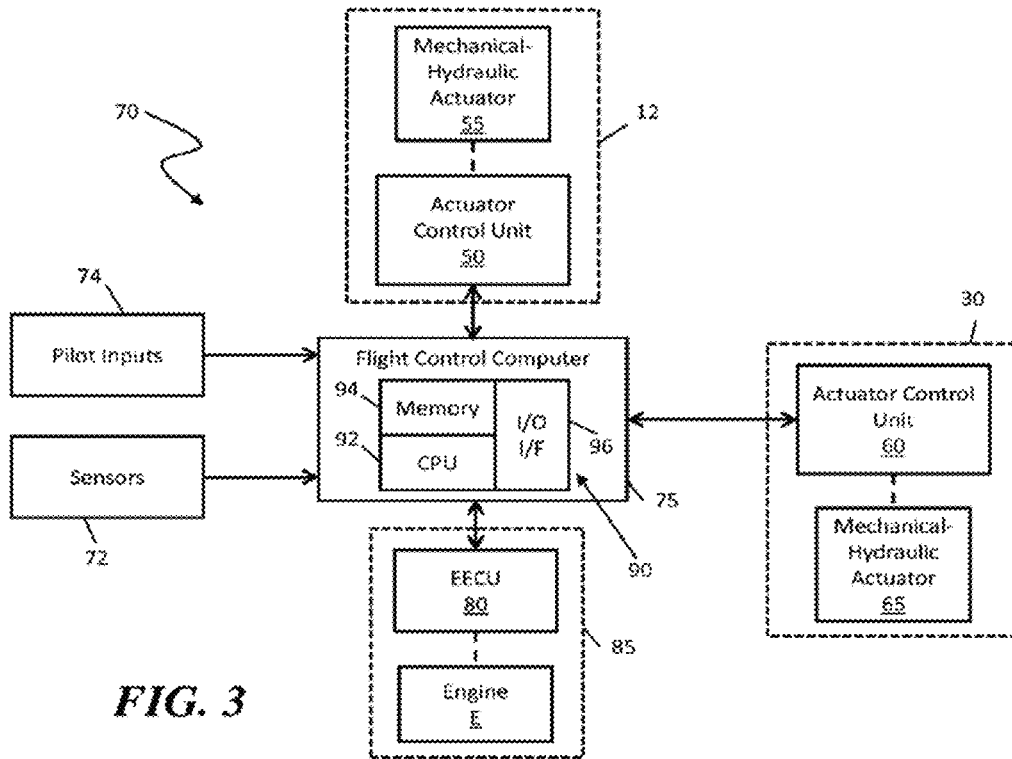 Mechanical-
Hydraulic
Actuator
55
70
12
Actuator
Control Unit
50
74
Pilot Inputs
30
Flight Control Computer
94
Memory
I/O
I/F
96
92
CPU
Actuator Control
Unit
60
Sensors
72
75
90
Mechanical-
Hydraulic
Actuator
65
EECU
80
85
Engine
E
FIG. 3